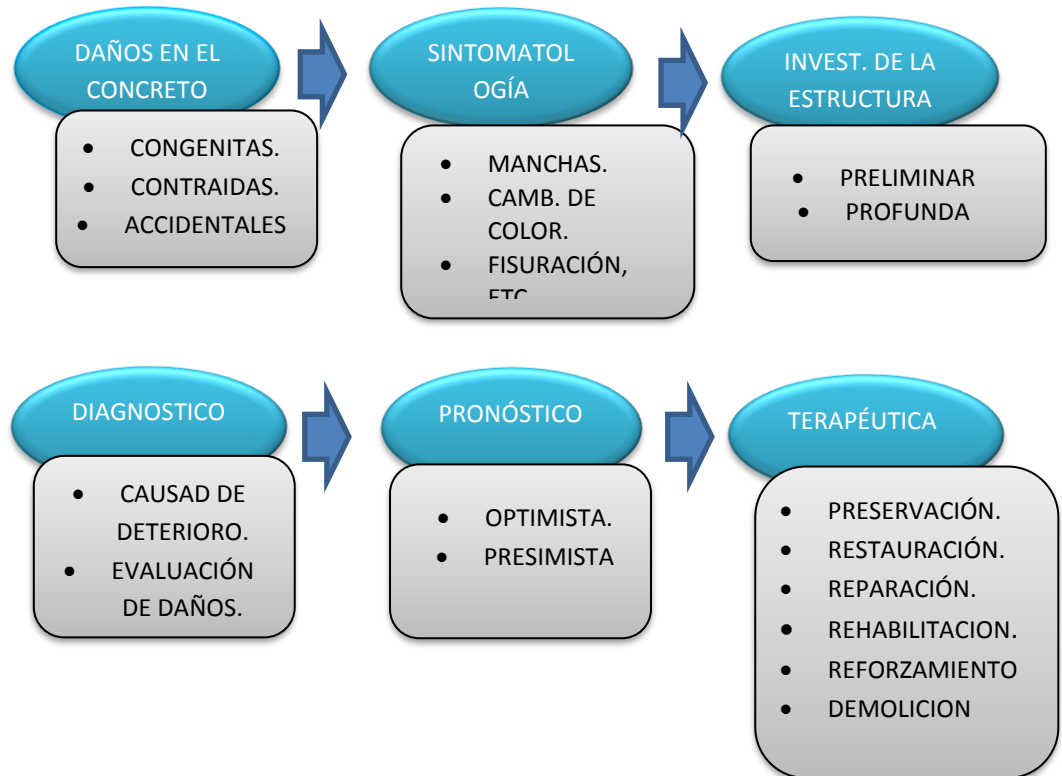 DAÑOS EN EL
CONCRETO
• CONGENITAS.
• CONTRAIDAS.
• ACCIDENTALES
SINTOMATOL
OGÍA
• MANCHAS.
• CAMB. DE
COLOR.
• FISURACIÓN,
ETC
INVEST. DE LA
ESTRUCTURA
• PRELIMINAR
• PROFUNDA
DIAGNOSTICO
• CAUSAD DE
DETERIORO.
• EVALUACIÓN
DE DAÑOS.
PRONÓSTICO
• OPTIMISTA.
• PRESIMISTA
TERAPÉUTICA
• PRESERVACIÓN.
• RESTAURACIÓN.
• REPARACIÓN.
• REHABILITACION.
• REFORZAMIENTO
• DEMOLICION